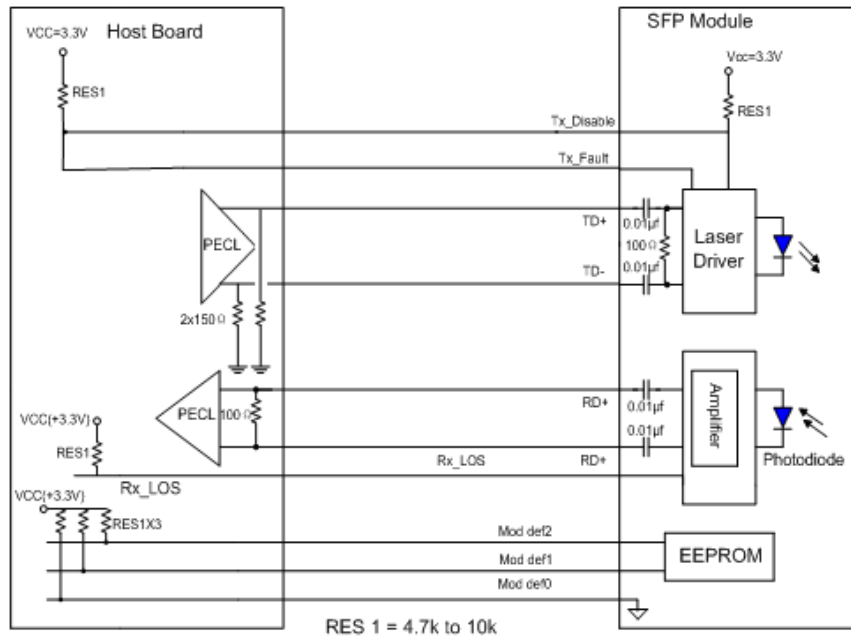 Host Board
SFP Module
VCC=3.3V
Vcc=3.3V
RES1
RES1
Tx_Disable
Tx_Fault
PECL
TD+
0.01µf
100Ω
0.01µf
TD-
Laser
Driver
2x150Ω
PECL
100Ω
RD+
0.01µf
0.01µf
RD+
Amplifier
Photodiode
VCC(+3.3V)
RES1
Rx_LOS
Rx_LOS
VCC(+3.3V)
RES1X3
Mod def2
Mod def1
Mod def0
EEPROM
RES 1 = 4.7k to 10k